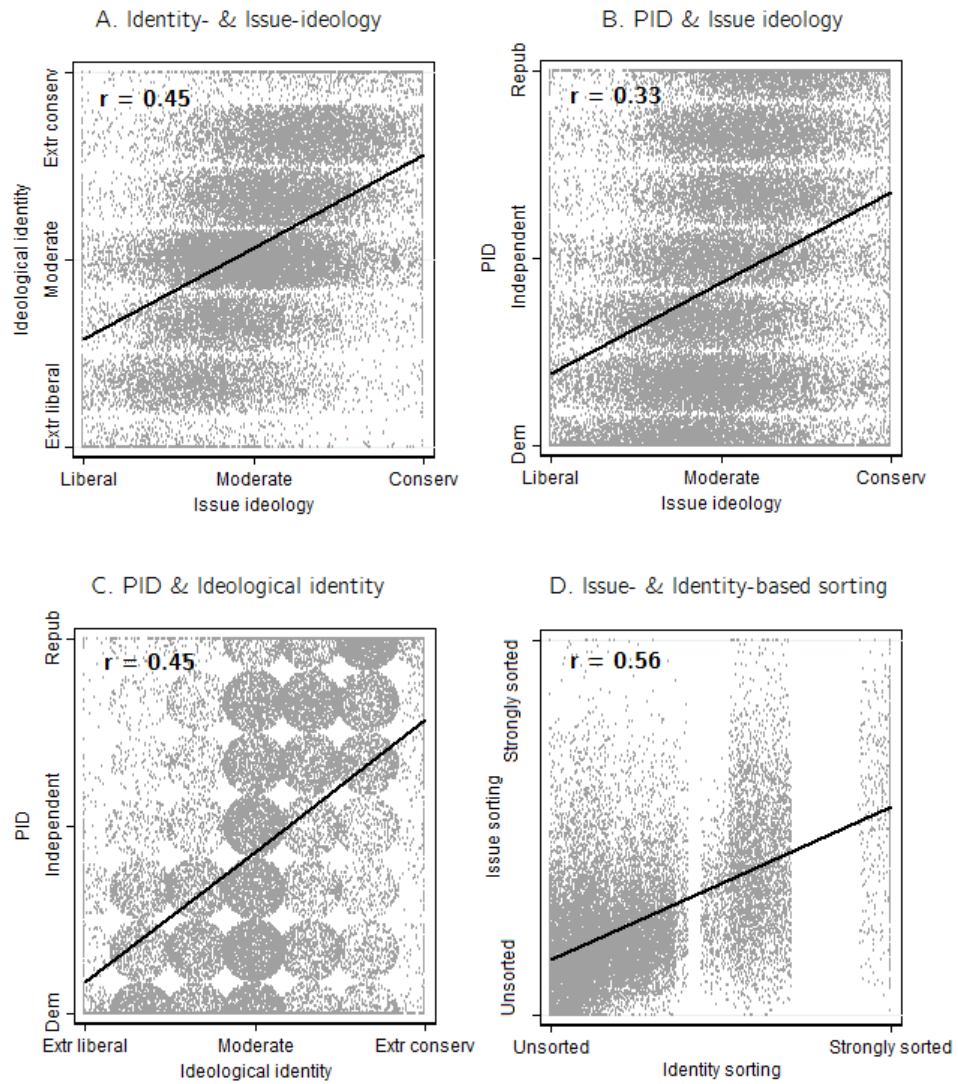 A. Identity- & Issue-ideology
r = 0.45
Extr conserv
Moderate
Extr liberal
Ideological identity
Liberal
Moderate
Conserv
Issue ideology
B. PID & Issue ideology
r = 0.33
Repub
Independent
Dem
PID
Liberal
Moderate
Conserv
Issue ideology
C. PID & Ideological identity
r = 0.45
Repub
Independent
Dem
PID
Extr liberal
Moderate
Extr conserv
Ideological identity
D. Issue- & Identity-based sorting
r = 0.56
Strongly sorted
Unsorted
Issue sorting
Unsorted
Strongly sorted
Identity sorting